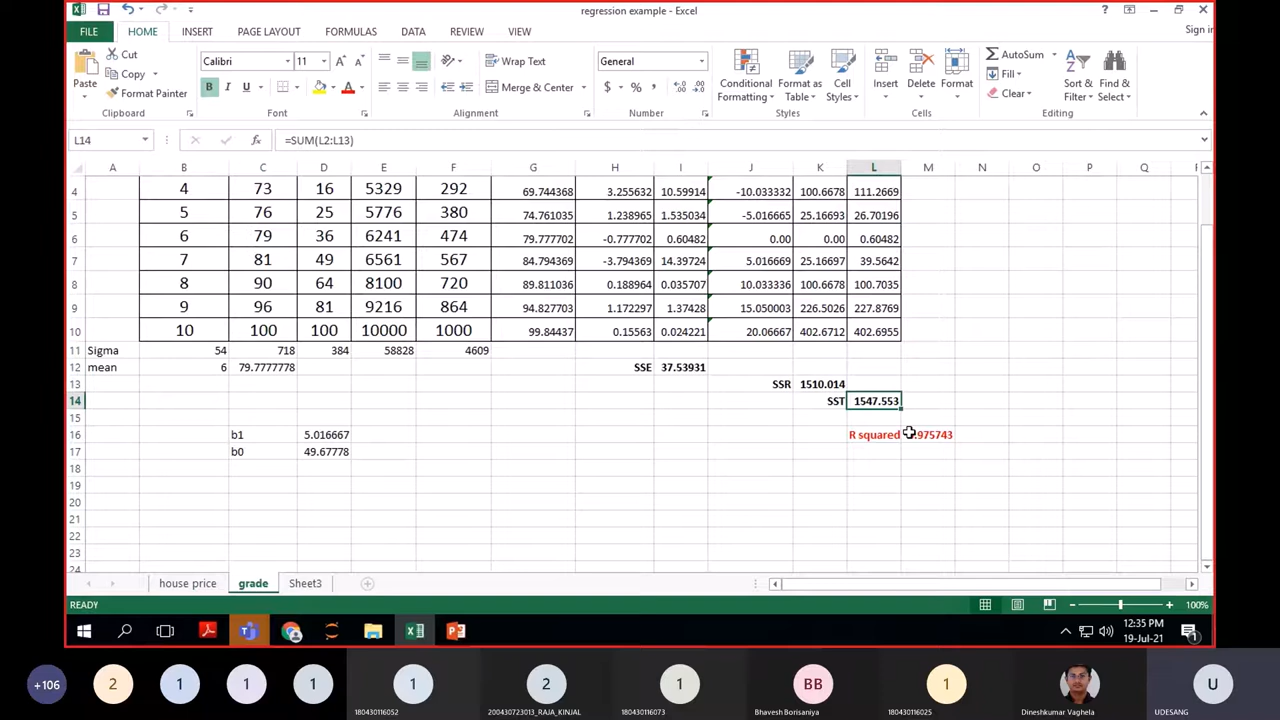 regression example - Excel
FILE HOME INSERT PAGE LAYOUT FORMULAS DATA REVIEW VIEW Sign in
Cut
Copy
Format Painter
Paste
Clipboard
Calibri 11
B I U
Font
Wrap Text
Merge & Center
Alignment
General
$ % ,
Number
Conditional Formatting
Format as Table
Cell Styles
Styles
Insert Delete Format
Cells
AutoSum
Fill
Clear
Sort & Filter
Find & Select
Editing
L14 =SUM(L2:L13)
A B C D E F G H I J K L M N O P Q
4 4 73 16 5329 292 69.744368 3.255632 10.59914 -10.033332 100.6678 111.2669
5 5 76 25 5776 380 74.761035 1.238965 1.535034 -5.016665 25.16693 26.70196
6 6 79 36 6241 474 79.777702 -0.777702 0.60482 0.00 0.00 0.60482
7 7 81 49 6561 567 84.794369 -3.794369 14.39724 5.016669 25.16697 39.5642
8 8 90 64 8100 720 89.811036 0.188964 0.035707 10.033336 100.6678 100.7035
9 9 96 81 9216 864 94.827703 1.172297 1.37428 15.050003 226.5026 227.8769
10 10 100 100 10000 1000 99.84437 0.15563 0.024221 20.06667 402.6712 402.6955
11 Sigma 54 718 384 58828 4609
12 mean 6 79.7777778 SSE 37.53931
13 SSR 1510.014
14 SST 1547.553
15
16 b1 5.016667 R squared .975743
17 b0 49.67778
18
19
20
21
22
23
24
house price grade Sheet3
READY 100%
12:35 PM
19-Jul-21
+106 2 1 1 1 1 2 1 BB 1 U
180430116052 200430723013_RAJA_KINJAL 180430116073 Bhavesh Borisaniya 180430116025 Dineshkumar Vaghela UDESANG